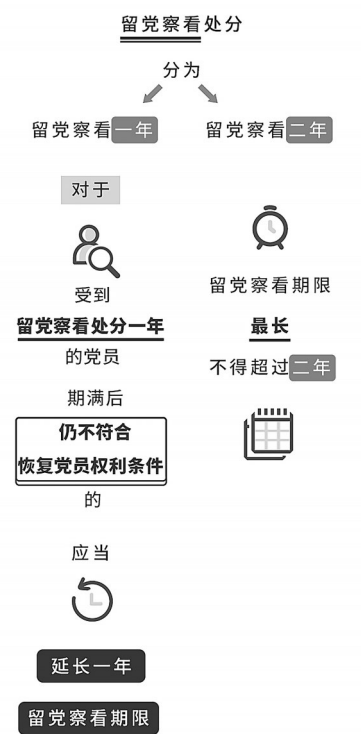 留党察看处分
分为
留党察看一年
留党察看二年
对于
受到
留党察看处分一年
的党员
期满后
仍不符合
恢复党员权利条件
的
应当
延长一年
留党察看期限
留党察看期限
最长
不得超过二年